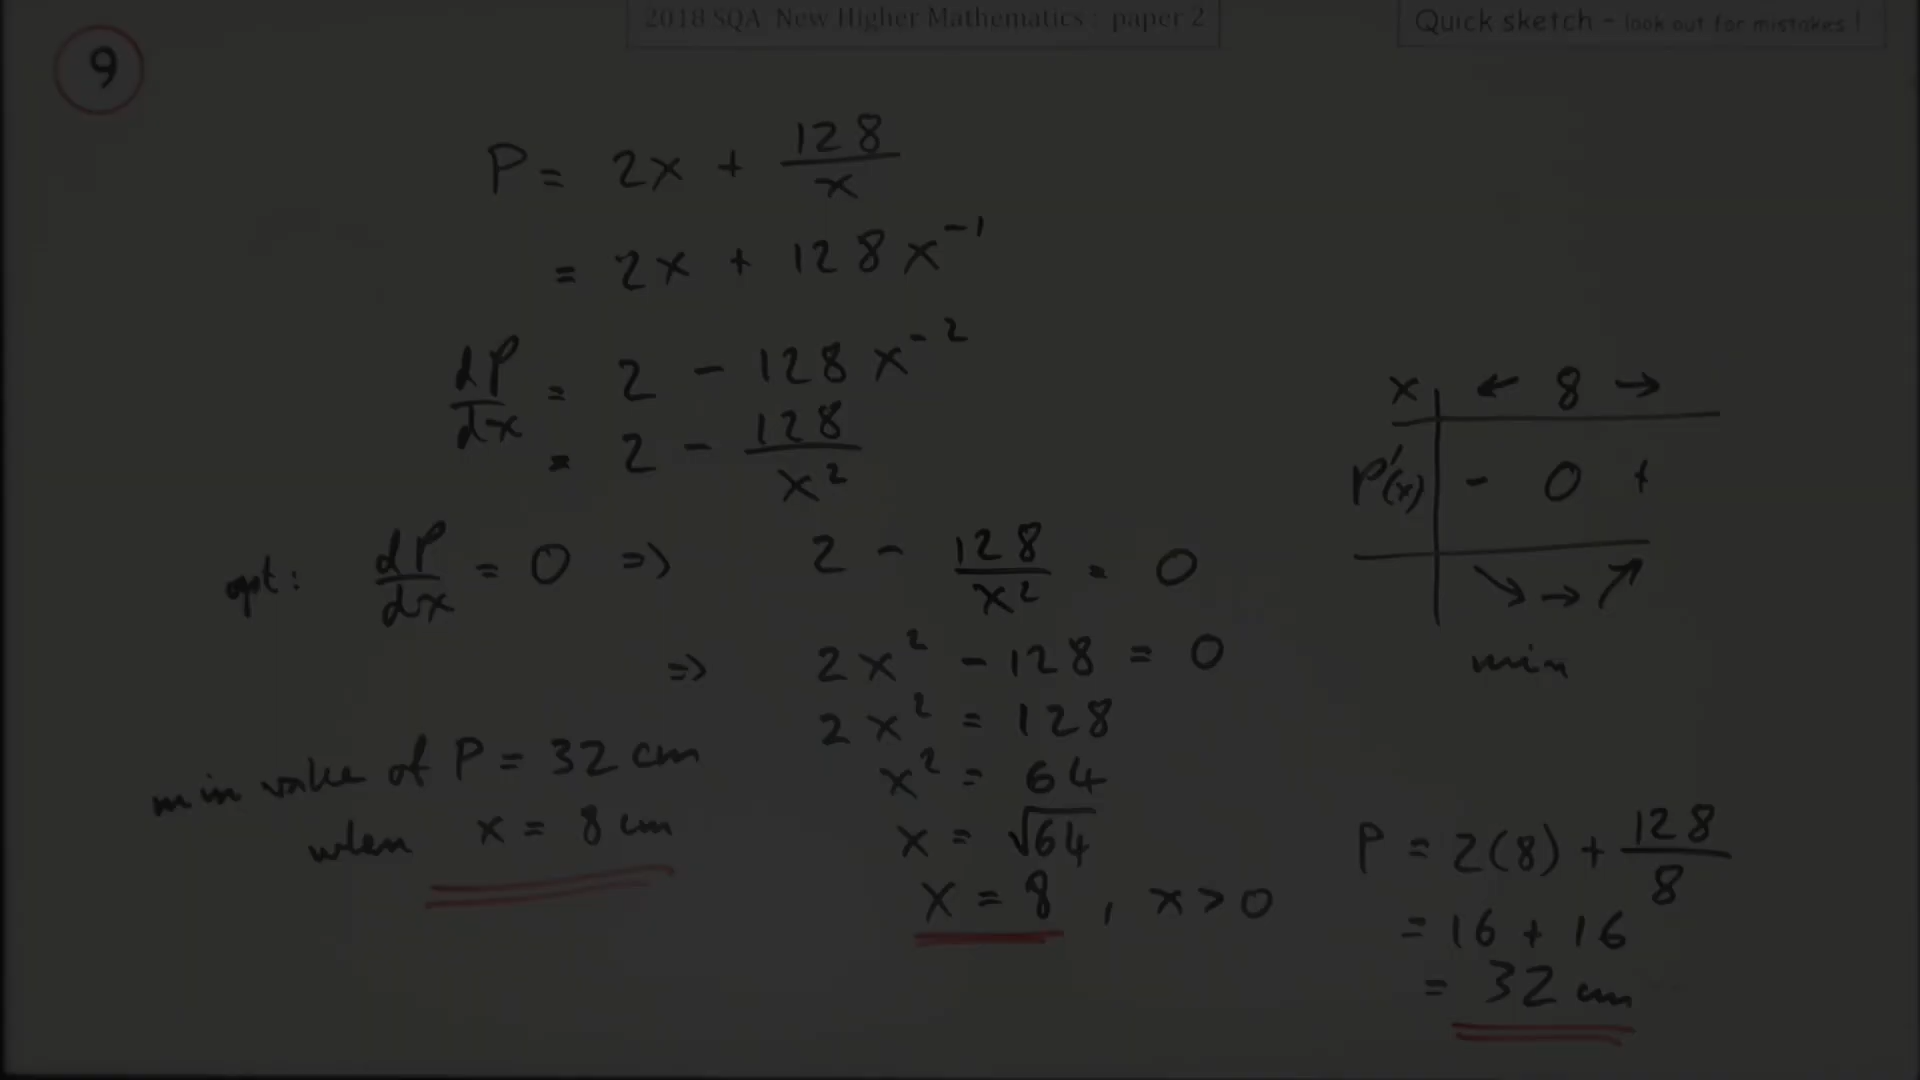 2018 SQA New Higher Mathematics : paper 2
Quick sketch - look out for mistakes !
9
P = 2x + 128/x
= 2x + 128x⁻¹
dP/dx = 2 - 128x⁻²
= 2 - 128/x²
opt: dP/dx = 0 => 2 - 128/x² = 0
=> 2x² - 128 = 0
2x² = 128
x² = 64
x = √64
x = 8 , x > 0
x ← 8 →
P'(x) - 0 +
↘ → ↗
min
P = 2(8) + 128/8
= 16 + 16
= 32 cm
min value of P = 32 cm
when x = 8 cm